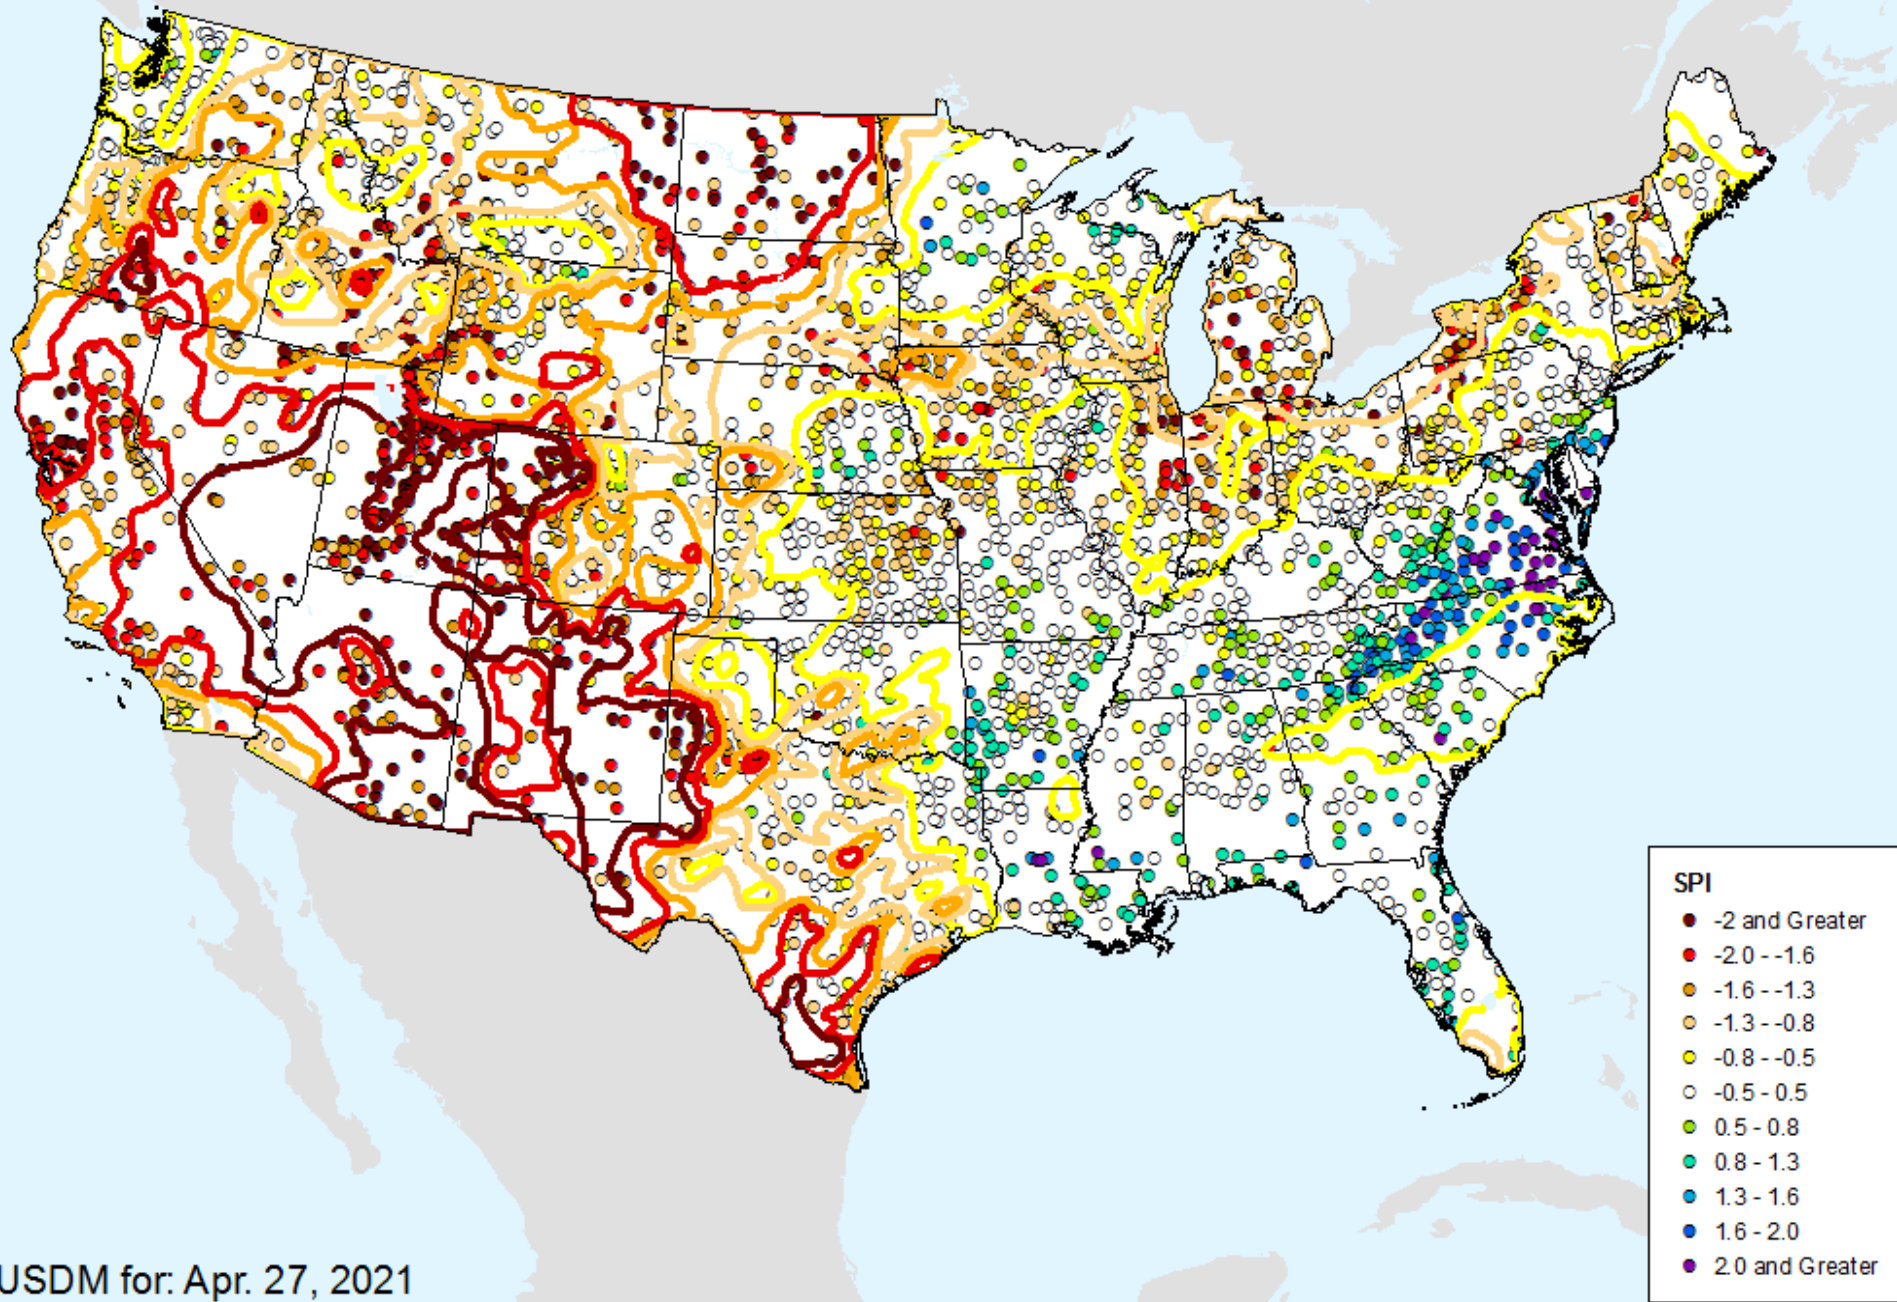 SPI
-2 and Greater
-2.0 - -1.6
-1.6 - -1.3
-1.3 - -0.8
-0.8 - -0.5
-0.5 - 0.5
0.5 - 0.8
0.8 - 1.3
1.3 - 1.6
1.6 - 2.0
2.0 and Greater
USDM for: Apr. 27, 2021